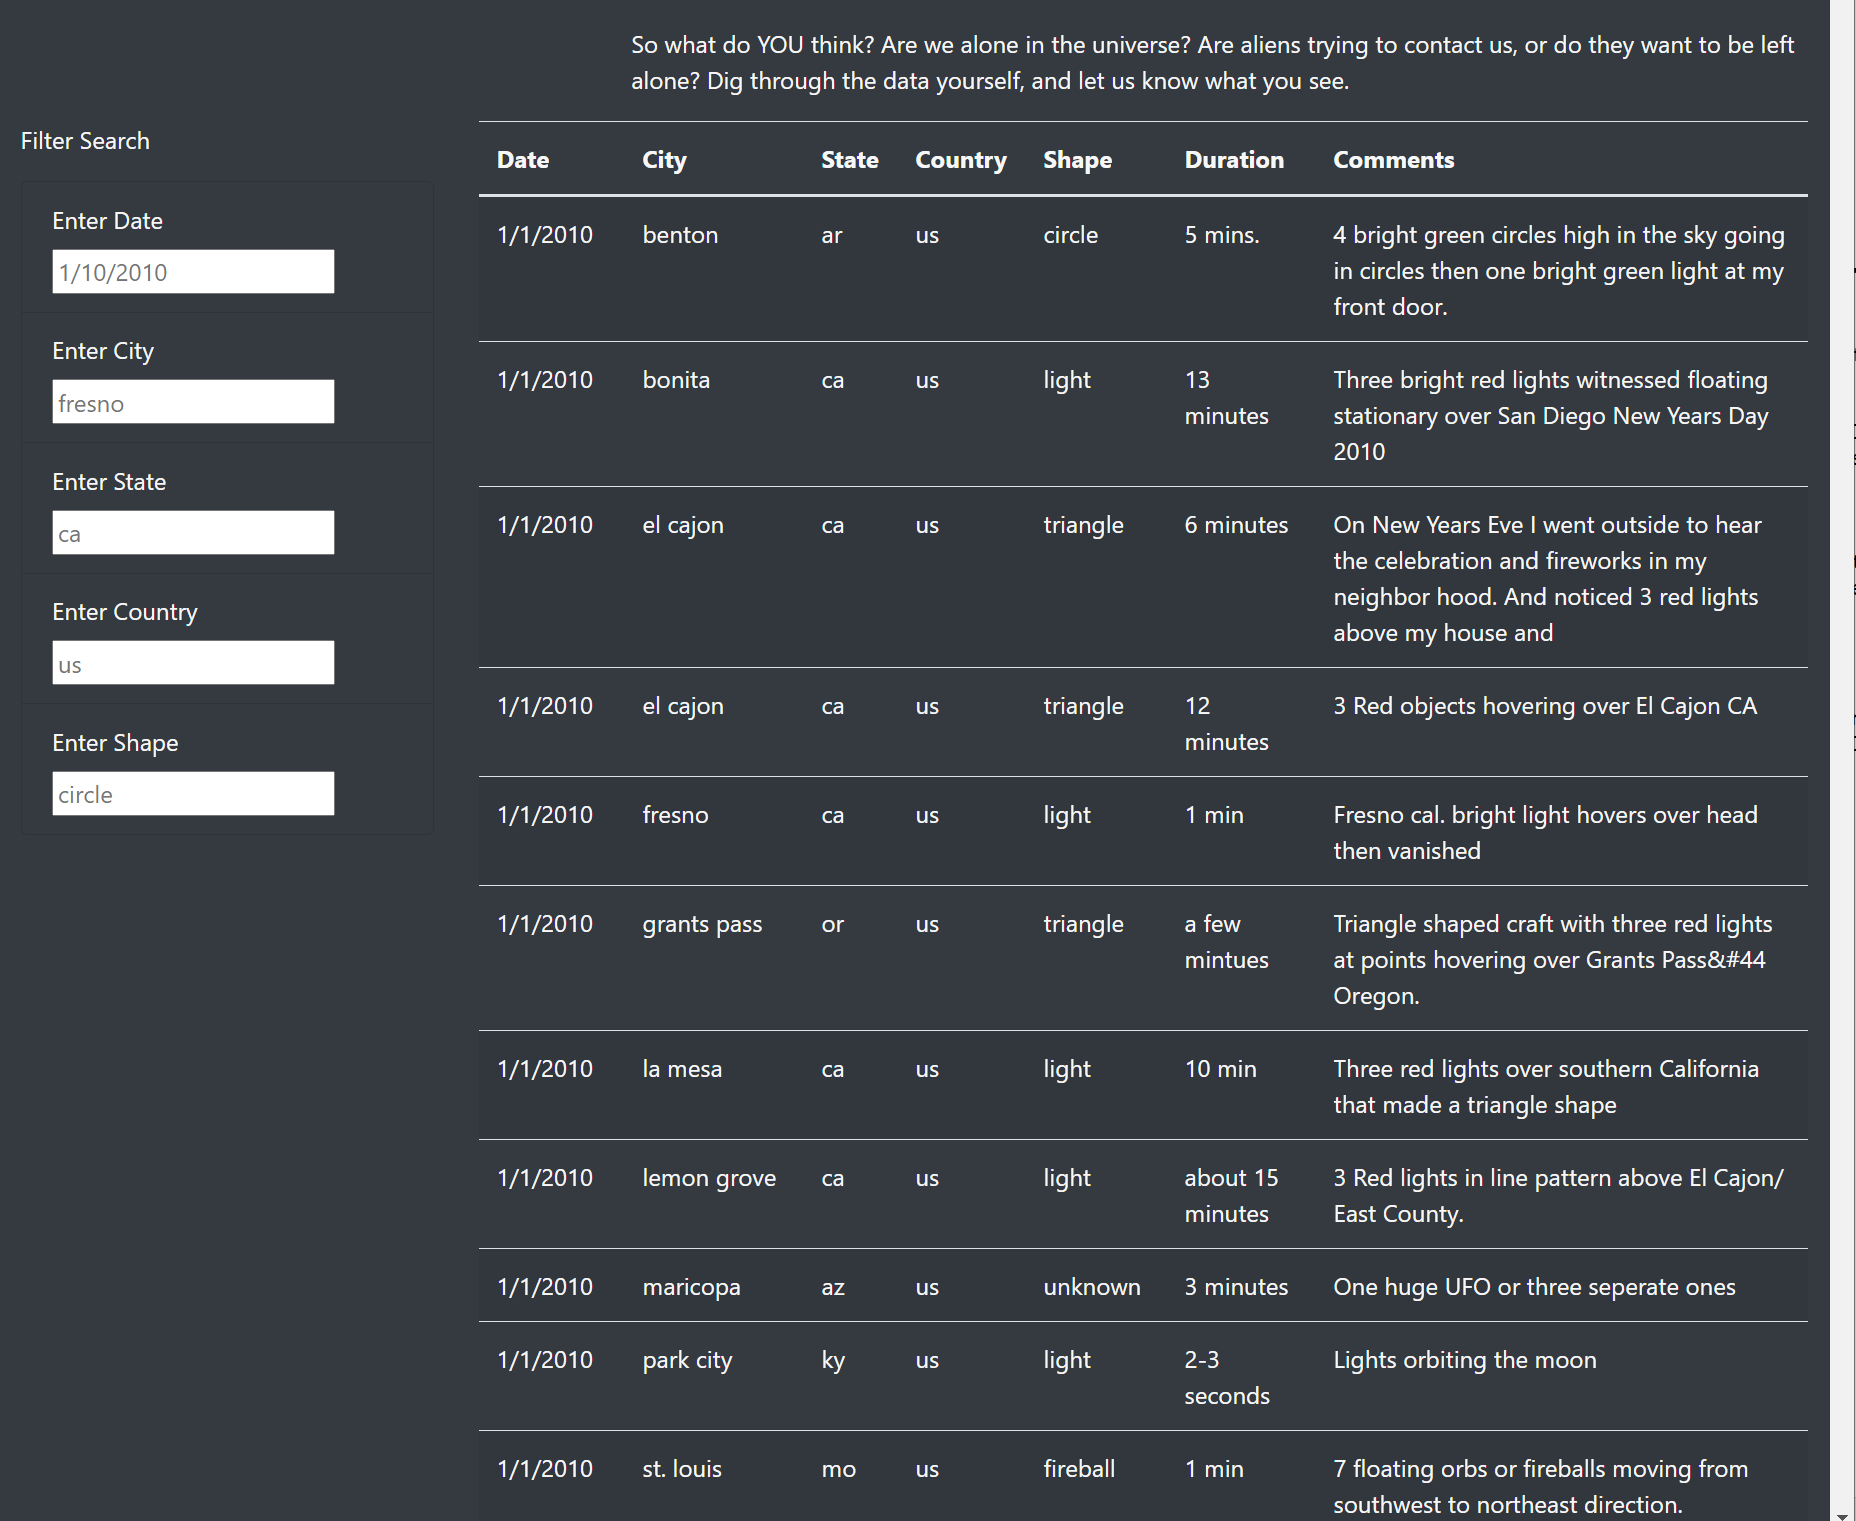 So what do YOU think? Are we alone in the universe? Are aliens trying to contact us, or do they want to be left
alone? Dig through the data yourself, and let us know what you see.
Filter Search
Enter Date
1/10/2010
Enter City
fresno
Enter State
ca
Enter Country
us
Enter Shape
circle
Date City State Country Shape Duration Comments
1/1/2010 benton ar us circle 5 mins. 4 bright green circles high in the sky going
in circles then one bright green light at my
front door.
1/1/2010 bonita ca us light 13 Three bright red lights witnessed floating
minutes stationary over San Diego New Years Day
2010
1/1/2010 el cajon ca us triangle 6 minutes On New Years Eve I went outside to hear
the celebration and fireworks in my
neighbor hood. And noticed 3 red lights
above my house and
1/1/2010 el cajon ca us triangle 12 3 Red objects hovering over El Cajon CA
minutes
1/1/2010 fresno ca us light 1 min Fresno cal. bright light hovers over head
then vanished
1/1/2010 grants pass or us triangle a few Triangle shaped craft with three red lights
mintues at points hovering over Grants Pass&#44
Oregon.
1/1/2010 la mesa ca us light 10 min Three red lights over southern California
that made a triangle shape
1/1/2010 lemon grove ca us light about 15 3 Red lights in line pattern above El Cajon/
minutes East County.
1/1/2010 maricopa az us unknown 3 minutes One huge UFO or three seperate ones
1/1/2010 park city ky us light 2-3 Lights orbiting the moon
seconds
1/1/2010 st. louis mo us fireball 1 min 7 floating orbs or fireballs moving from
southwest to northeast direction.